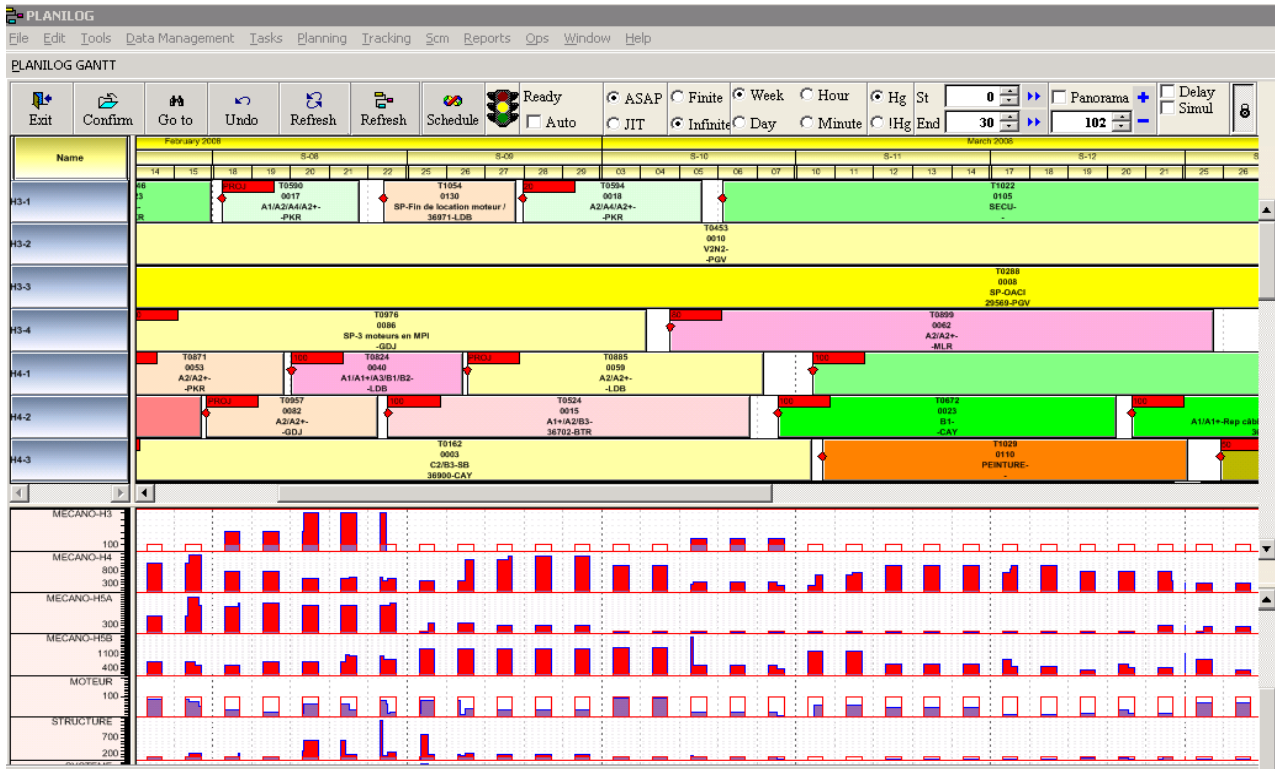 PLANILOG
File Edit Tools Data Management Tasks Planning Tracking Scm Reports Ops Window Help
PLANILOG GANTT
Exit Confirm Go to Undo Refresh Refresh Schedule Ready Auto ASAP JIT Finite Infinite Week Day Hour Minute Hg !Hg St 0 End 30 Panorama 102 Delay Simul 8
Name
February 2008 March 2008
S-08 S-09 S-10 S-11 S-12 S
14 15 18 19 20 21 22 25 26 27 28 29 03 04 05 06 07 10 11 12 13 14 17 18 19 20 21 25 26
H3-1
46 PROJ T0590 T1054 20 T0594 T1022
3 0017 0130 0018 0105
- A1/A2/A4/A2+- SP-Fin de location moteur / A2/A4/A2+- SECU-
KR -PKR 36971-LDB -PKR -
H3-2
T0453
0010
V2N2-
-PGV
H3-3
T0288
0008
SP-OACI
29569-PGV
H3-4
T0976 60 T0899
0086 0062
SP-3 moteurs en MPI A2/A2+-
-GDJ -MLR
H4-1
T0871 100 T0824 PROJ T0885 100
0053 0040 0059
A2/A2+- A1/A1+/A3/B1/B2- A2/A2+-
-PKR -LDB -LDB
H4-2
PROJ T0957 100 T0524 100 T0672 100
0082 0015 0023
A2/A2+- A1+/A2/B3- B1- A1/A1+-Rep câbl
-GDJ 36702-BTR -CAY
H4-3
T0162 T1029
0003 0110
C2/B3-SB PEINTURE-
36900-CAY -
MECANO-H3
100
MECANO-H4
800
300
MECANO-H5A
300
MECANO-H5B
1100
400
MOTEUR
100
STRUCTURE
700
200